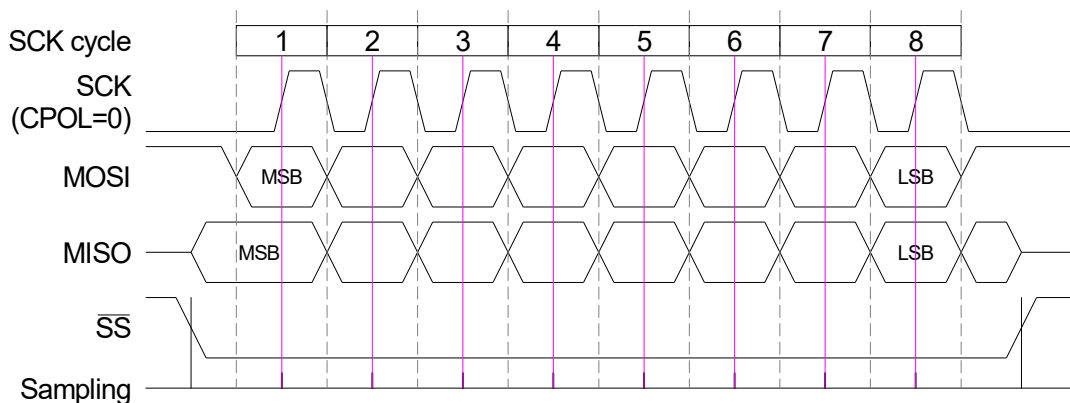 SCK cycle 1 2 3 4 5 6 7 8
SCK
(CPOL=0)
MOSI MSB LSB
MISO MSB LSB
SS
Sampling